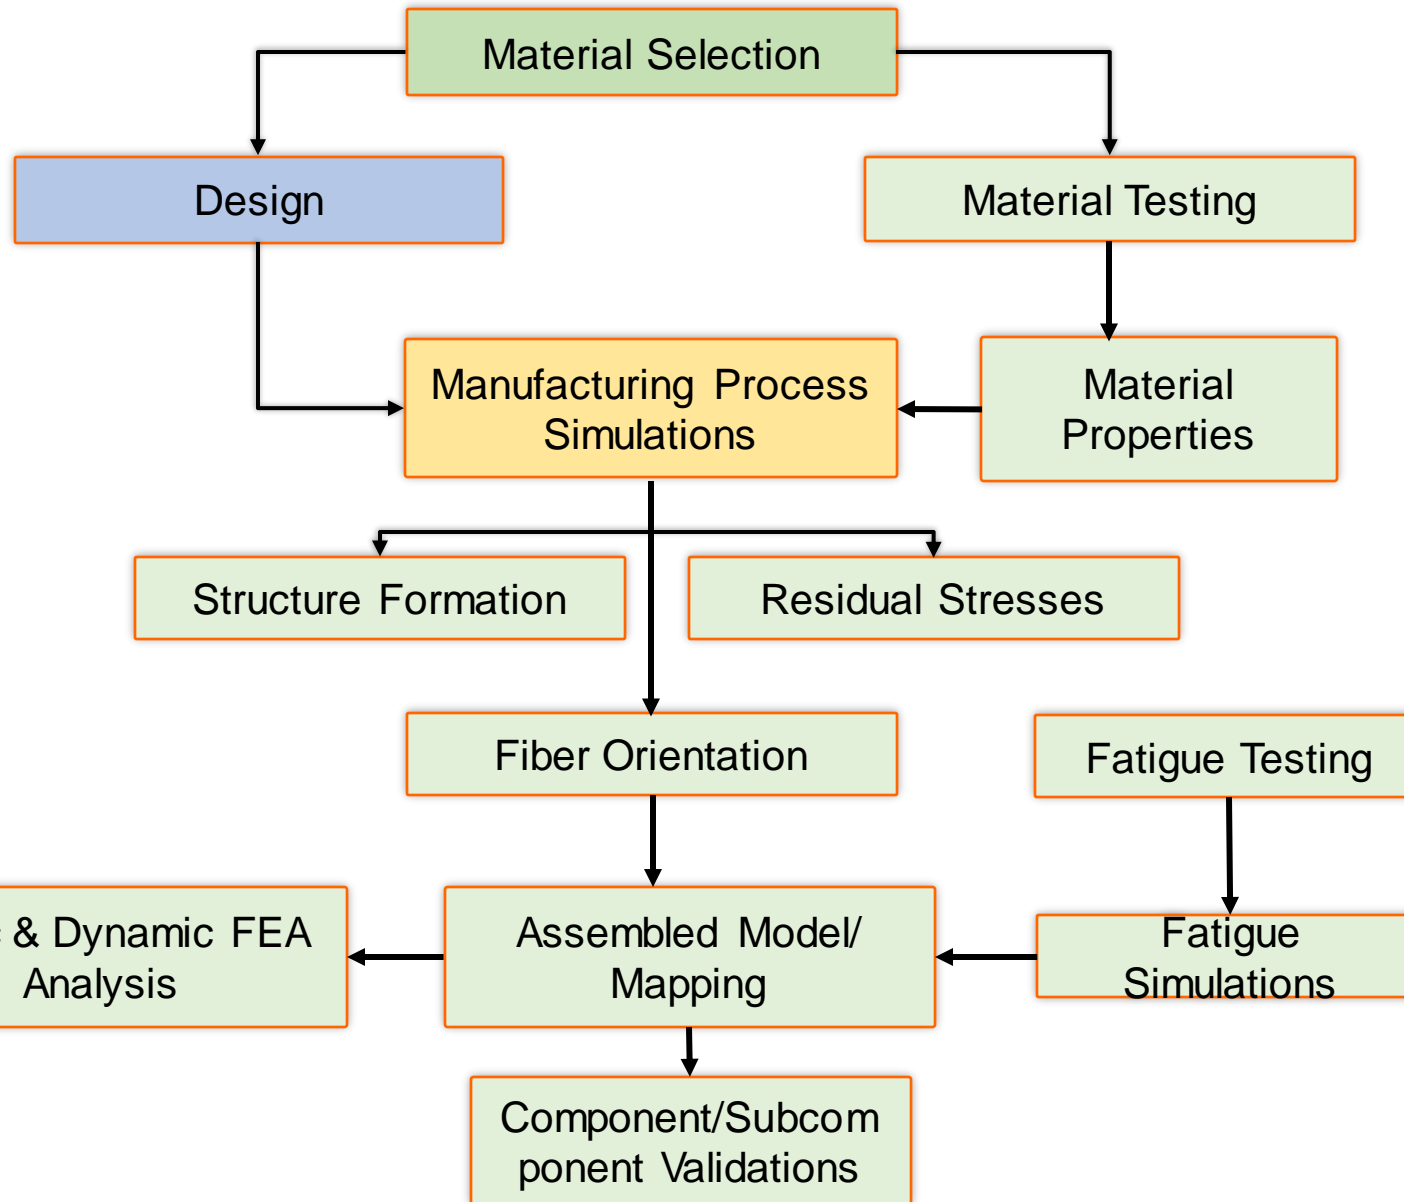 Material Selection
Design
Material Testing
Manufacturing Process
Simulations
Material
Properties
Structure Formation
Residual Stresses
Fiber Orientation
Fatigue Testing
& Dynamic FEA
Analysis
Assembled Model/
Mapping
Fatigue
Simulations
Component/Subcom
ponent Validations